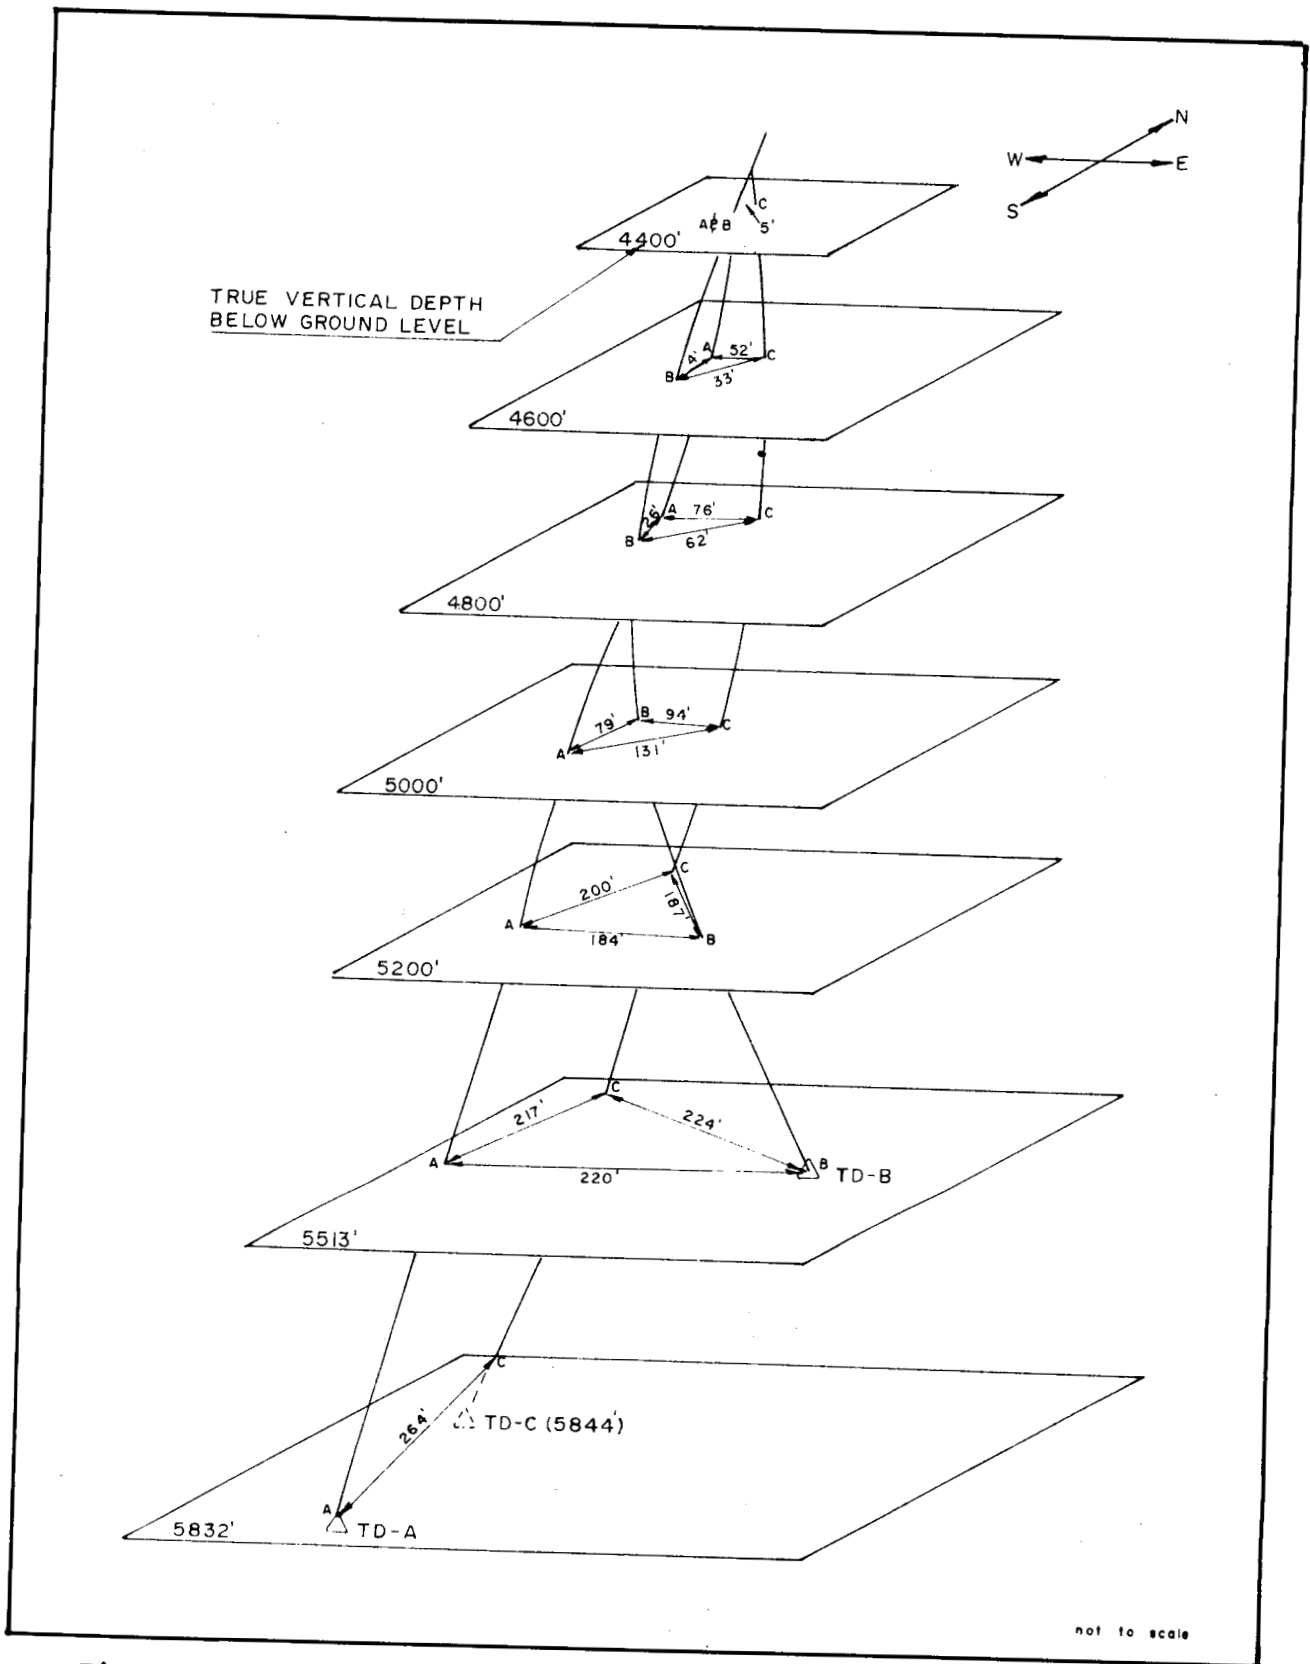 N
W E
S
C
A & B 5'
4400'
TRUE VERTICAL DEPTH
BELOW GROUND LEVEL
A 52' C
4'
B 33'
4600'
A 76' C
26'
B 62'
4800'
79' B 94' C
A 131'
5000'
C
200' 187'
A 184' B
5200'
C
217' 224'
A 220' B TD-B
5513'
C
264' TD-C (5844')
A
5832' TD-A
not to scale